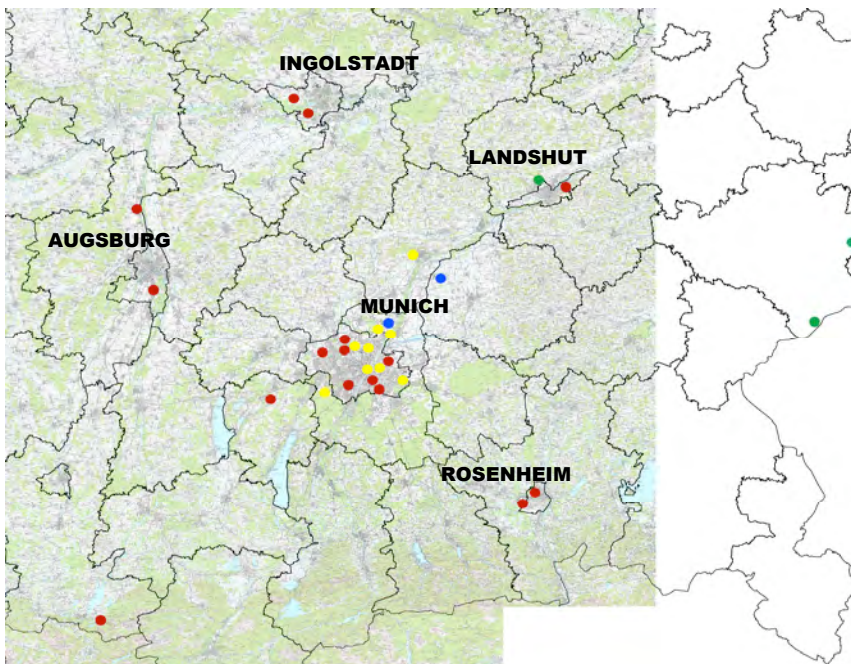 INGOLSTADT
LANDSHUT
AUGSBURG
MUNICH
ROSENHEIM